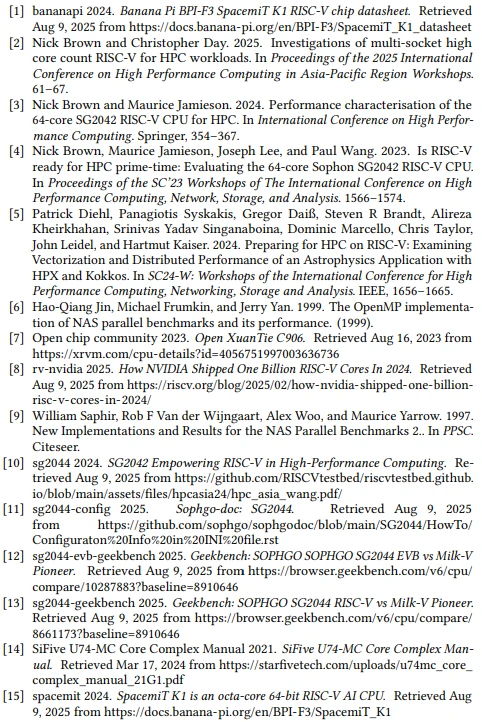 [1] bananapi 2024. Banana Pi BPI-F3 SpacemiT K1 RISC-V chip datasheet. Retrieved
Aug 9, 2025 from https://docs.banana-pi.org/en/BPI-F3/SpacemiT_K1_datasheet
[2] Nick Brown and Christopher Day. 2025. Investigations of multi-socket high
core count RISC-V for HPC workloads. In Proceedings of the 2025 International
Conference on High Performance Computing in Asia-Pacific Region Workshops.
61–67.
[3] Nick Brown and Maurice Jamieson. 2024. Performance characterisation of the
64-core SG2042 RISC-V CPU for HPC. In International Conference on High Perfor-
mance Computing. Springer, 354–367.
[4] Nick Brown, Maurice Jamieson, Joseph Lee, and Paul Wang. 2023. Is RISC-V
ready for HPC prime-time: Evaluating the 64-core Sophon SG2042 RISC-V CPU.
In Proceedings of the SC'23 Workshops of The International Conference on High
Performance Computing, Network, Storage, and Analysis. 1566–1574.
[5] Patrick Diehl, Panagiotis Syskakis, Gregor Daiß, Steven R Brandt, Alireza
Kheirkhahan, Srinivas Yadav Singanaboina, Dominic Marcello, Chris Taylor,
John Leidel, and Hartmut Kaiser. 2024. Preparing for HPC on RISC-V: Examining
Vectorization and Distributed Performance of an Astrophysics Application with
HPX and Kokkos. In SC24-W: Workshops of the International Conference for High
Performance Computing, Networking, Storage and Analysis. IEEE, 1656–1665.
[6] Hao-Qiang Jin, Michael Frumkin, and Jerry Yan. 1999. The OpenMP implementa-
tion of NAS parallel benchmarks and its performance. (1999).
[7] Open chip community 2023. Open XuanTie C906. Retrieved Aug 16, 2023 from
https://xrvm.com/cpu-details?id=4056751997003636736
[8] rv-nvidia 2025. How NVIDIA Shipped One Billion RISC-V Cores In 2024. Retrieved
Aug 9, 2025 from https://riscv.org/blog/2025/02/how-nvidia-shipped-one-billion-
risc-v-cores-in-2024/
[9] William Saphir, Rob F Van der Wijngaart, Alex Woo, and Maurice Yarrow. 1997.
New Implementations and Results for the NAS Parallel Benchmarks 2.. In PPSC.
Citeseer.
[10] sg2044 2024. SG2042 Empowering RISC-V in High-Performance Computing. Re-
trieved Aug 9, 2025 from https://github.com/RISCVtestbed/riscvtestbed.github.
io/blob/main/assets/files/hpcasia24/hpc_asia_wang.pdf/
[11] sg2044-config 2025. Sophgo-doc: SG2044. Retrieved Aug 9, 2025
from https://github.com/sophgo/sophgodoc/blob/main/SG2044/HowTo/
Configuraton%20Info%20in%20INI%20file.rst
[12] sg2044-evb-geekbench 2025. Geekbench: SOPHGO SOPHGO SG2044 EVB vs Milk-V
Pioneer. Retrieved Aug 9, 2025 from https://browser.geekbench.com/v6/cpu/
compare/10287883?baseline=8910646
[13] sg2044-geekbench 2025. Geekbench: SOPHGO SG2044 RISC-V vs Milk-V Pioneer.
Retrieved Aug 9, 2025 from https://browser.geekbench.com/v6/cpu/compare/
8661173?baseline=8910646
[14] SiFive U74-MC Core Complex Manual 2021. SiFive U74-MC Core Complex Man-
ual. Retrieved Mar 17, 2024 from https://starfivetech.com/uploads/u74mc_core_
complex_manual_21G1.pdf
[15] spacemit 2024. SpacemiT K1 is an octa-core 64-bit RISC-V AI CPU. Retrieved Aug
9, 2025 from https://docs.banana-pi.org/en/BPI-F3/SpacemiT_K1